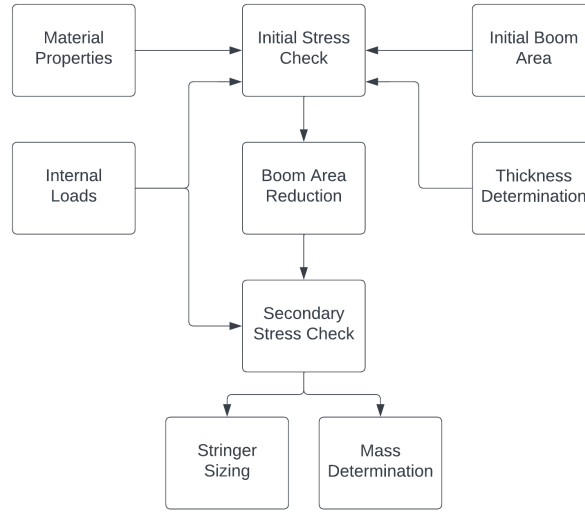 Material
Properties
Initial Stress
Check
Initial Boom
Area
Internal
Loads
Boom Area
Reduction
Thickness
Determination
Secondary
Stress Check
Stringer
Sizing
Mass
Determination